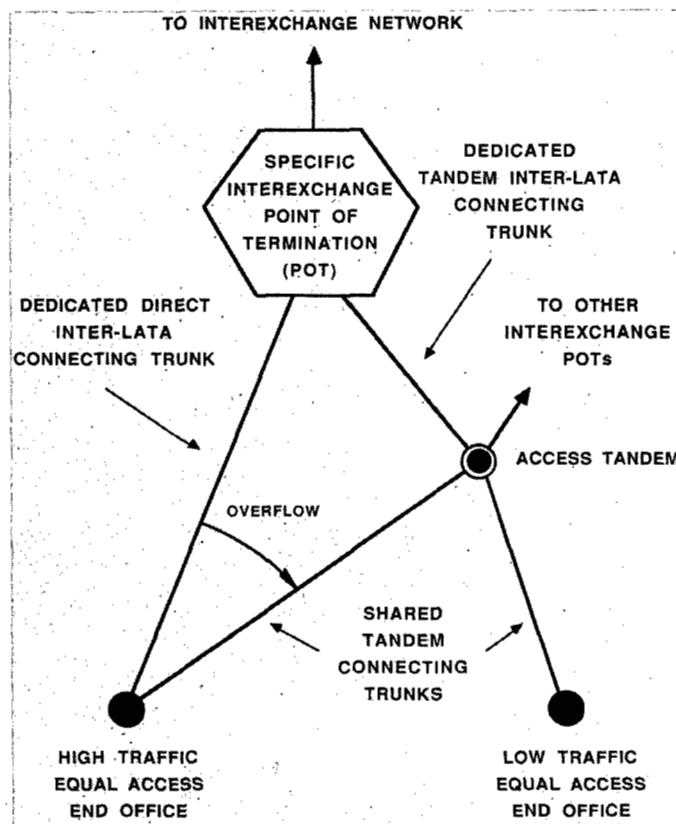 TO INTEREXCHANGE NETWORK
SPECIFIC
INTEREXCHANGE
POINT OF
TERMINATION
(POT)
DEDICATED
TANDEM INTER-LATA
CONNECTING
TRUNK
DEDICATED DIRECT
INTER-LATA
CONNECTING TRUNK
TO OTHER
INTEREXCHANGE
POTs
ACCESS TANDEM
OVERFLOW
SHARED
TANDEM
CONNECTING
TRUNKS
HIGH TRAFFIC
EQUAL ACCESS
END OFFICE
LOW TRAFFIC
EQUAL ACCESS
END OFFICE